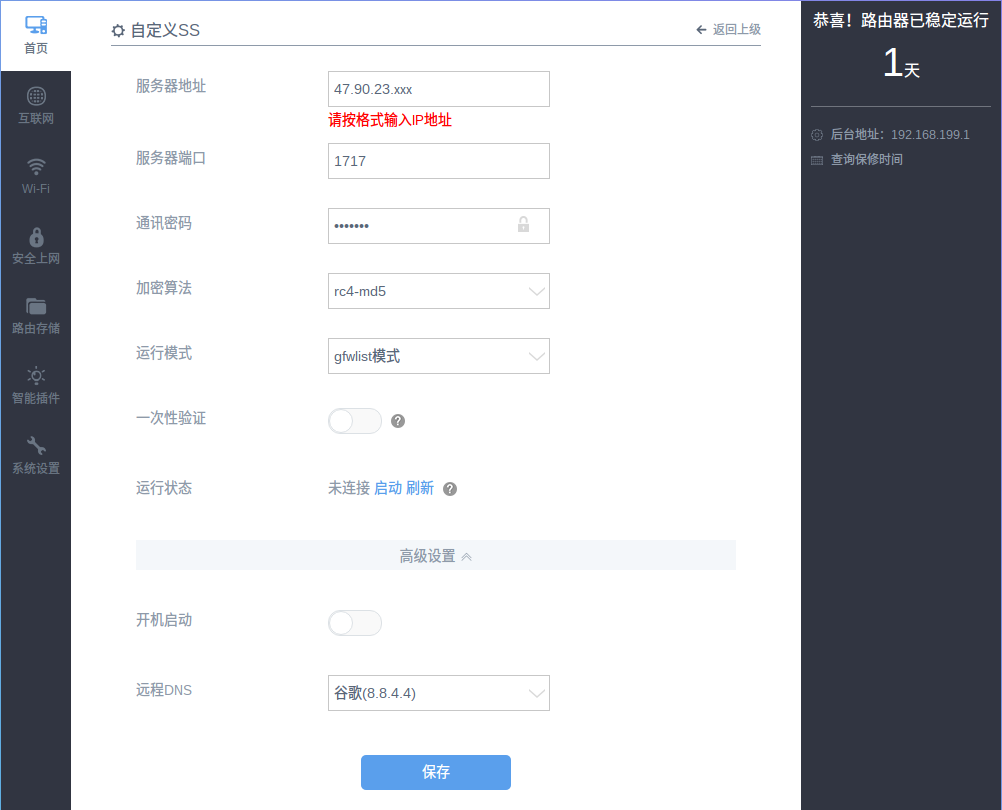 首页
互联网
Wi-Fi
安全上网
路由存储
智能插件
系统设置
自定义SS
返回上级
服务器地址
47.90.23.xxx
请按格式输入IP地址
服务器端口
1717
通讯密码
•••••••
加密算法
rc4-md5
运行模式
gfwlist模式
一次性验证
?
运行状态
未连接 启动 刷新 ?
高级设置
开机启动
远程DNS
谷歌(8.8.4.4)
保存
恭喜！路由器已稳定运行
1天
后台地址：192.168.199.1
查询保修时间